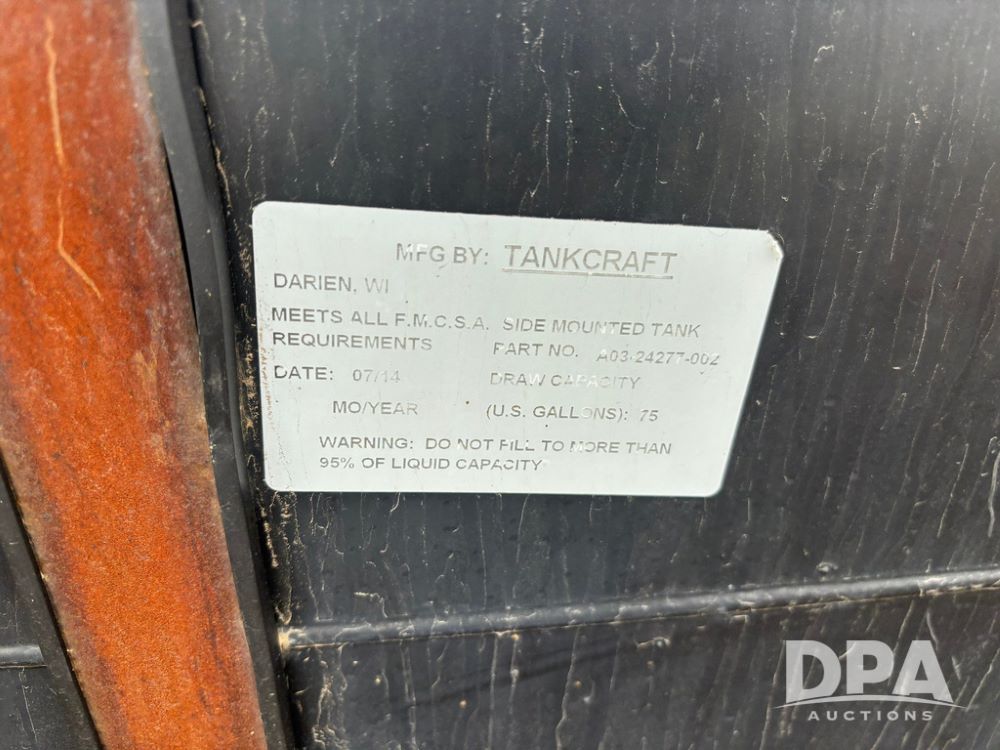 MFG BY: TANKCRAFT
DARIEN, WI
MEETS ALL F.M.C.S.A. SIDE MOUNTED TANK
REQUIREMENTS PART NO. A03-24277-002
DATE: 07/14 DRAW CAPACITY
MO/YEAR (U.S. GALLONS): 75
WARNING: DO NOT FILL TO MORE THAN
95% OF LIQUID CAPACITY
DPA
AUCTIONS